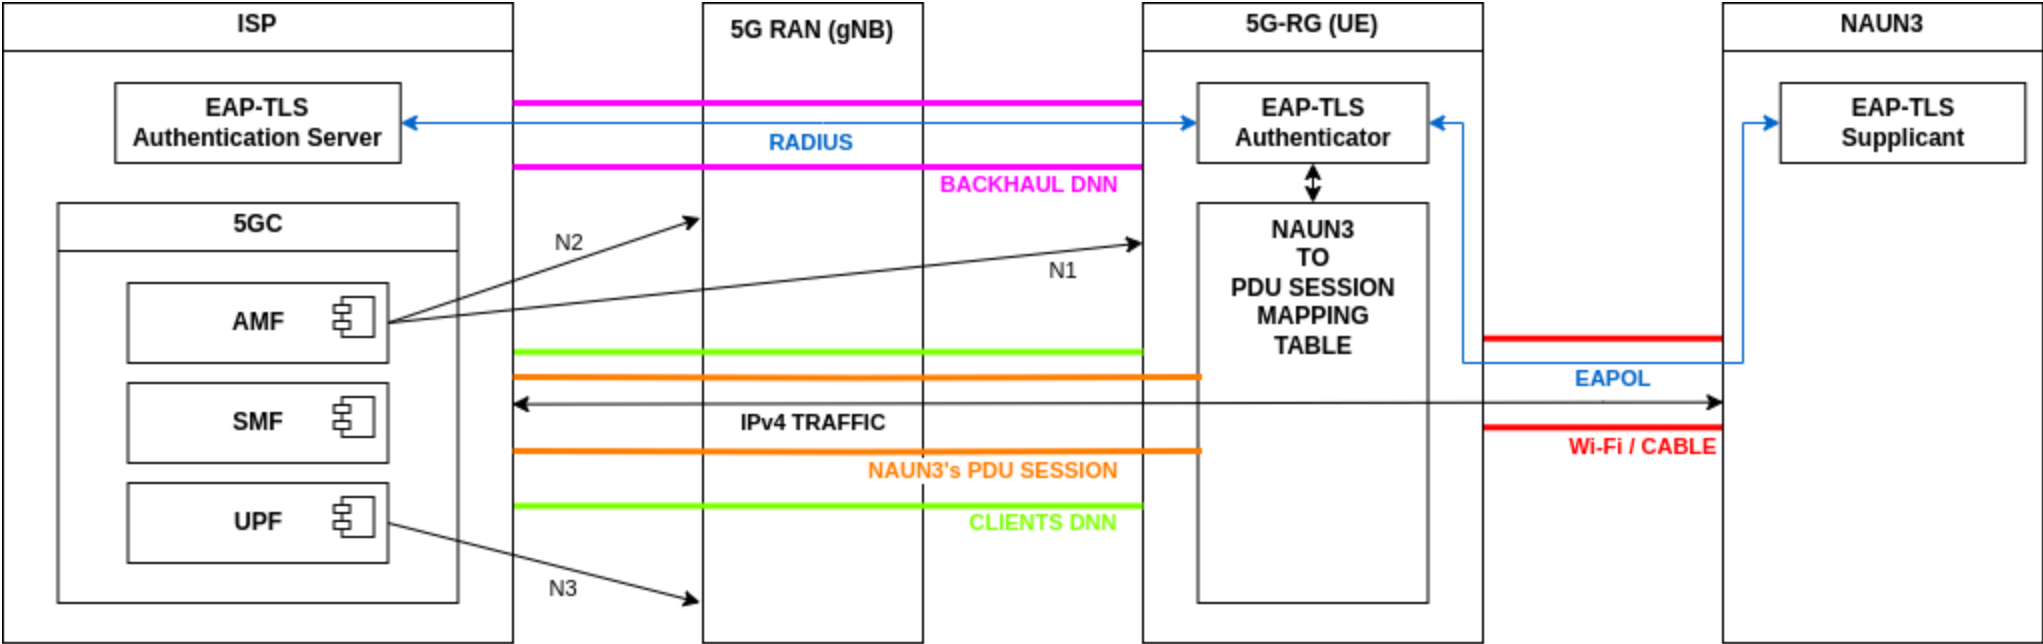 ISP
EAP-TLS
Authentication Server
5GC
AMF
SMF
UPF
N2
N1
N3
5G RAN (gNB)
RADIUS
BACKHAUL DNN
IPv4 TRAFFIC
NAUN3's PDU SESSION
CLIENTS DNN
5G-RG (UE)
EAP-TLS
Authenticator
NAUN3
TO
PDU SESSION
MAPPING
TABLE
EAPOL
Wi-Fi / CABLE
NAUN3
EAP-TLS
Supplicant